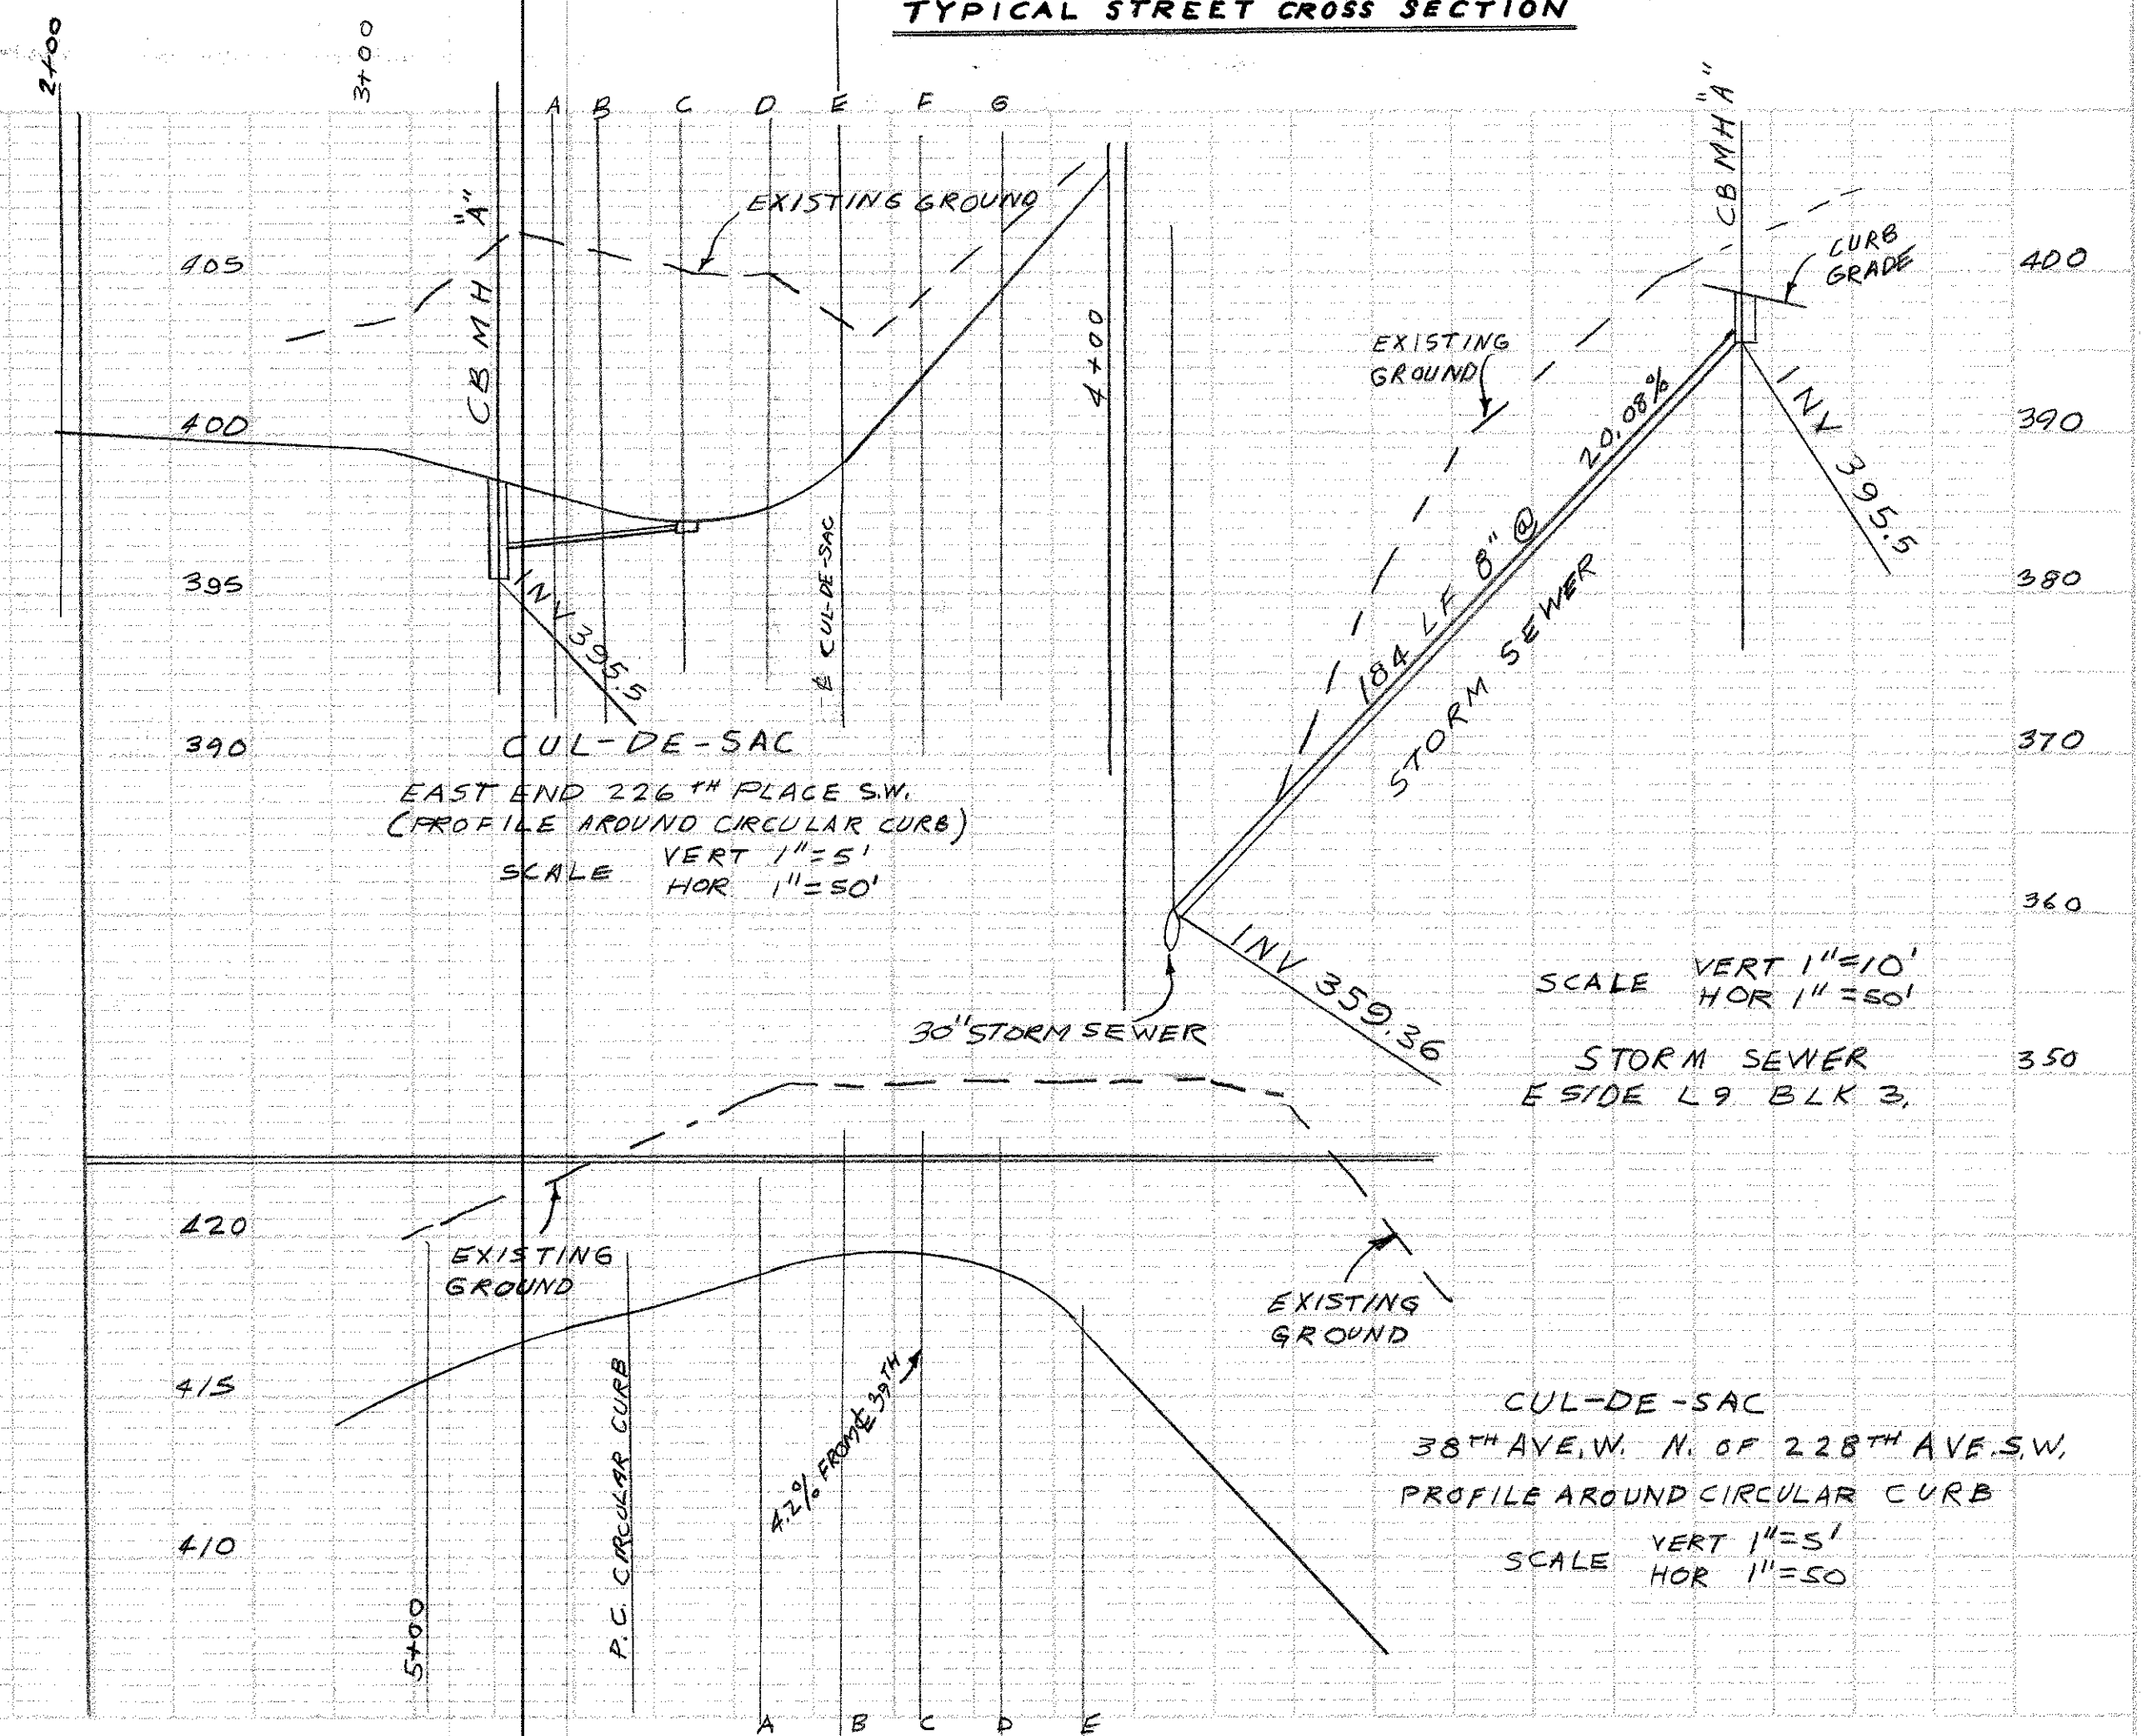 TYPICAL STREET CROSS SECTION
2+00
3+00
A B C D E F G
CBMH "A"
EXISTING GROUND
405
400
395
390
INV 395.5
℄ CUL-DE-SAC
4+00
CUL-DE-SAC
EAST END 226TH PLACE S.W.
(PROFILE AROUND CIRCULAR CURB)
SCALE
VERT 1"=5'
HOR 1"=50'
CBMH "A"
CURB
GRADE
EXISTING
GROUND
184 LF 8" @ 20.08%
STORM SEWER
INV 395.5
400
390
380
370
360
350
INV 359.36
30" STORM SEWER
SCALE
VERT 1"=10'
HOR 1"=50'
STORM SEWER
E SIDE L9 BLK 3,
420
415
410
EXISTING
GROUND
5+00
P.C. CIRCULAR CURB
4.2% FROM ℄ 39TH
EXISTING
GROUND
A B C D E
CUL-DE-SAC
38TH AVE.W. N. OF 228TH AVE.S.W.
PROFILE AROUND CIRCULAR CURB
SCALE
VERT 1"=5'
HOR 1"=50